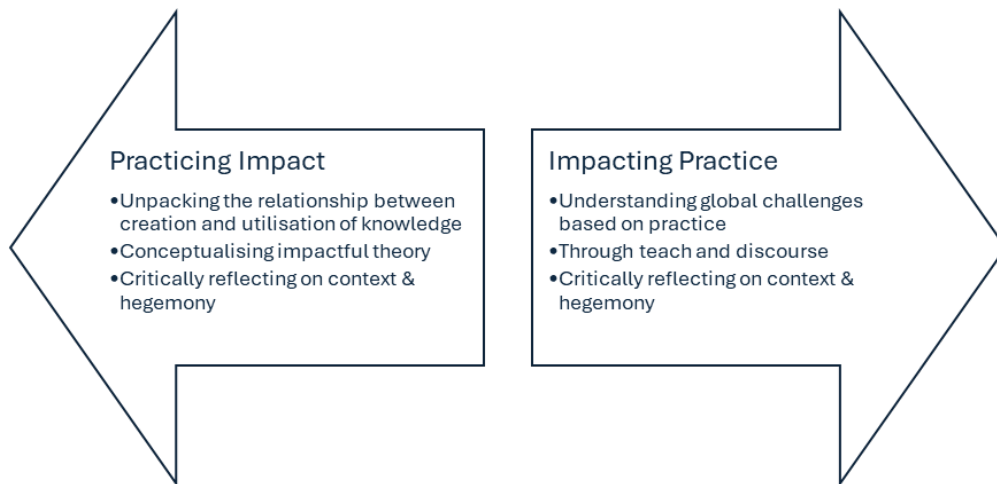 Practicing Impact
•Unpacking the relationship between
creation and utilisation of knowledge
•Conceptualising impactful theory
•Critically reflecting on context &
hegemony
Impacting Practice
•Understanding global challenges
based on practice
•Through teach and discourse
•Critically reflecting on context &
hegemony